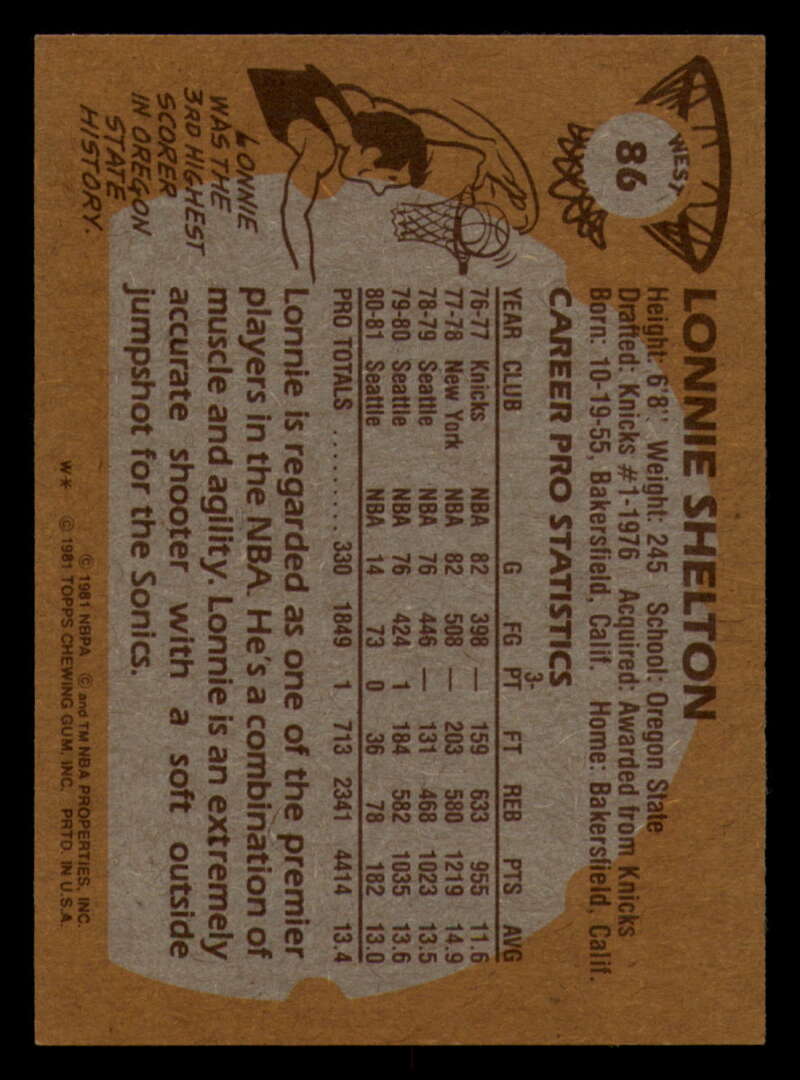 WEST
86
LONNIE SHELTON
Height: 6'8" Weight: 245 School: Oregon State
Drafted: Knicks #1-1976 Acquired: Awarded from Knicks
Born: 10-19-55, Bakersfield, Calif. Home: Bakersfield, Calif.
CAREER PRO STATISTICS
YEAR CLUB G FG 3-PT FT REB PTS AVG
76-77 Knicks NBA 82 398 — 159 633 955 11.6
77-78 New York NBA 82 508 — 203 580 1219 14.9
78-79 Seattle NBA 76 446 — 131 468 1023 13.5
79-80 Seattle NBA 76 424 1 184 582 1035 13.6
80-81 Seattle NBA 14 73 0 36 78 182 13.0
PRO TOTALS .......... 330 1849 1 713 2341 4414 13.4
Lonnie is regarded as one of the premier
players in the NBA. He's a combination of
muscle and agility. Lonnie is an extremely
accurate shooter with a soft outside
jumpshot for the Sonics.
LONNIE
WAS THE
3RD HIGHEST
SCORER
IN OREGON
STATE
HISTORY.
© 1981 NBPA © and TM NBA PROPERTIES, INC.
W* © 1981 TOPPS CHEWING GUM, INC. PRTD. IN U.S.A.